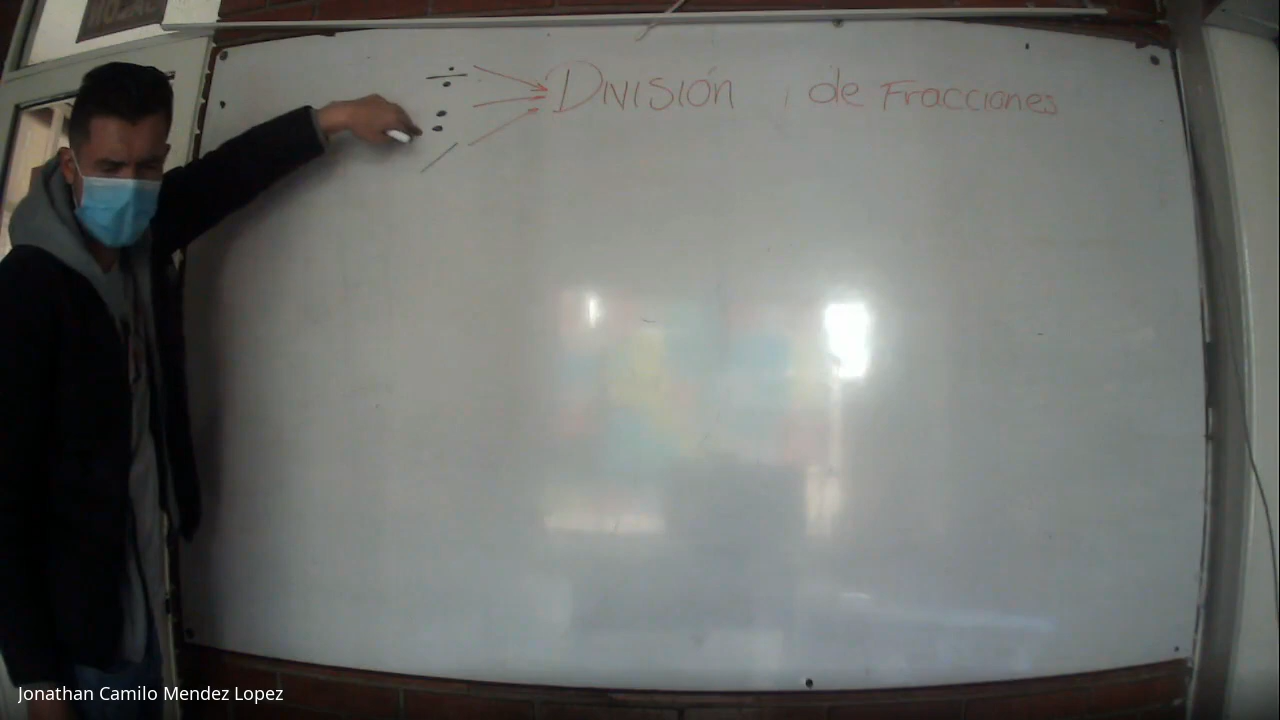 ÷ División de Fracciones
:
/
Jonathan Camilo Mendez Lopez